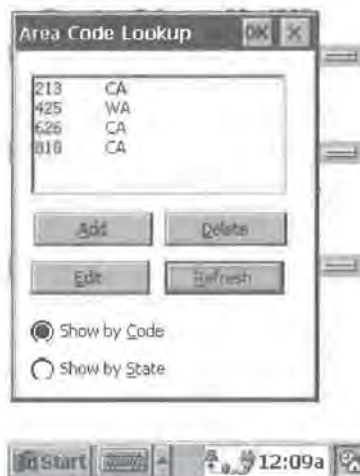 Area Code Lookup OK ×
213 CA
425 WA
626 CA
818 CA
Add Delete
Edit Refresh
Show by Code
Show by State
Start 12:09a